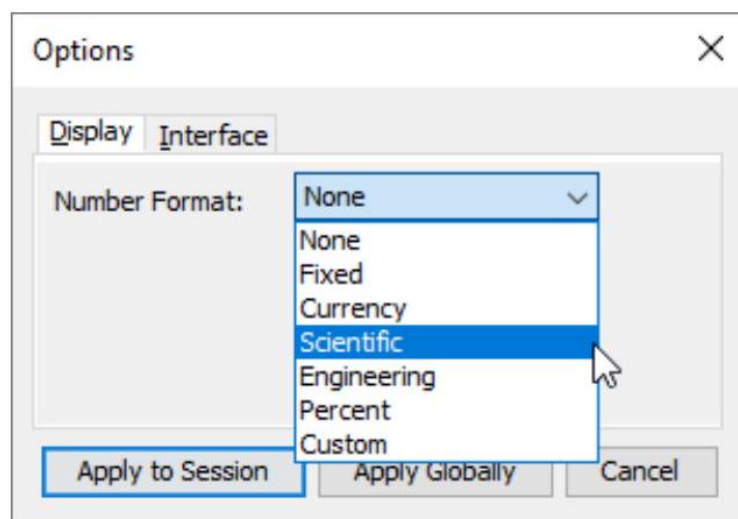 Options
Display Interface
Number Format: None
None
Fixed
Currency
Scientific
Engineering
Percent
Custom
Apply to Session Apply Globally Cancel